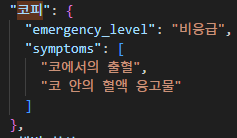 "코피": {
"emergency_level": "비응급",
"symptoms": [
"코에서의 출혈",
"코 안의 혈액 응고물"
]
},